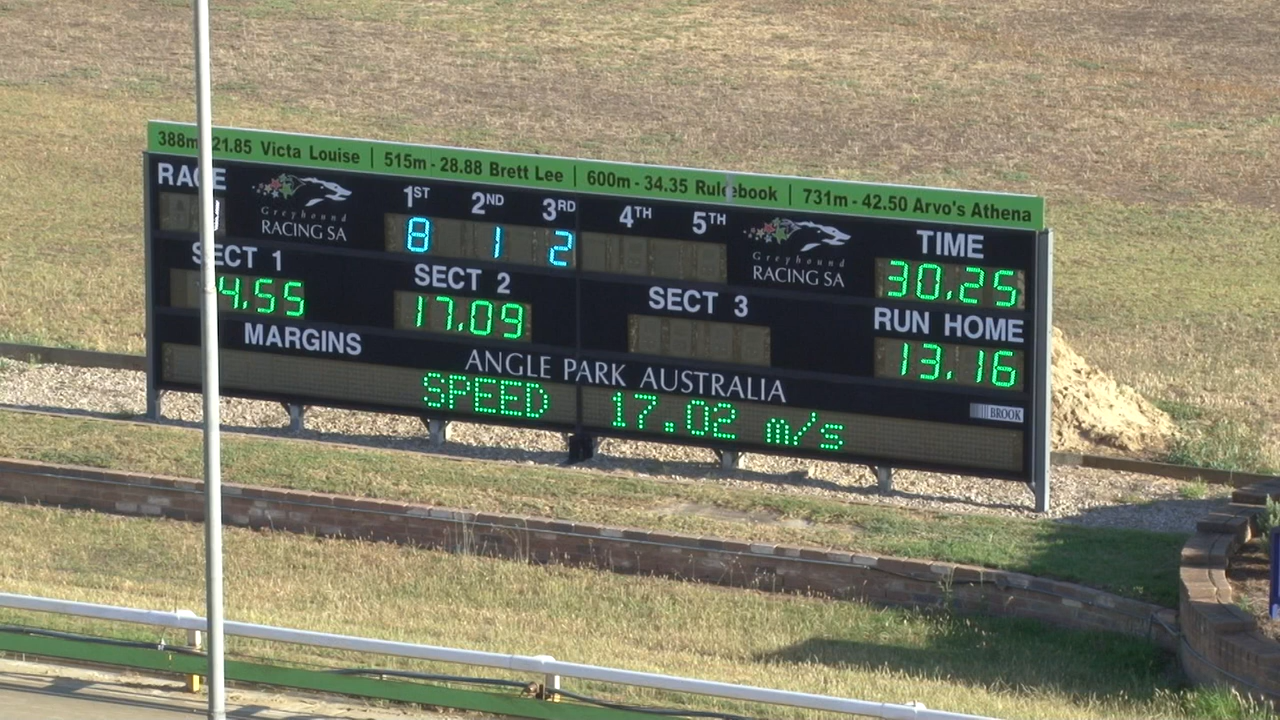 388m 21.85 Victa Louise | 515m - 28.88 Brett Lee | 600m - 34.35 Rulebook | 731m - 42.50 Arvo's Athena
RACE
Greyhound
RACING SA
1ST 2ND 3RD 4TH 5TH
8 1 2
Greyhound
RACING SA
TIME
30.25
SECT 1
4.55
SECT 2
17.09
SECT 3
RUN HOME
13.16
MARGINS
ANGLE PARK AUSTRALIA
BROOK
SPEED 17.02 m/s